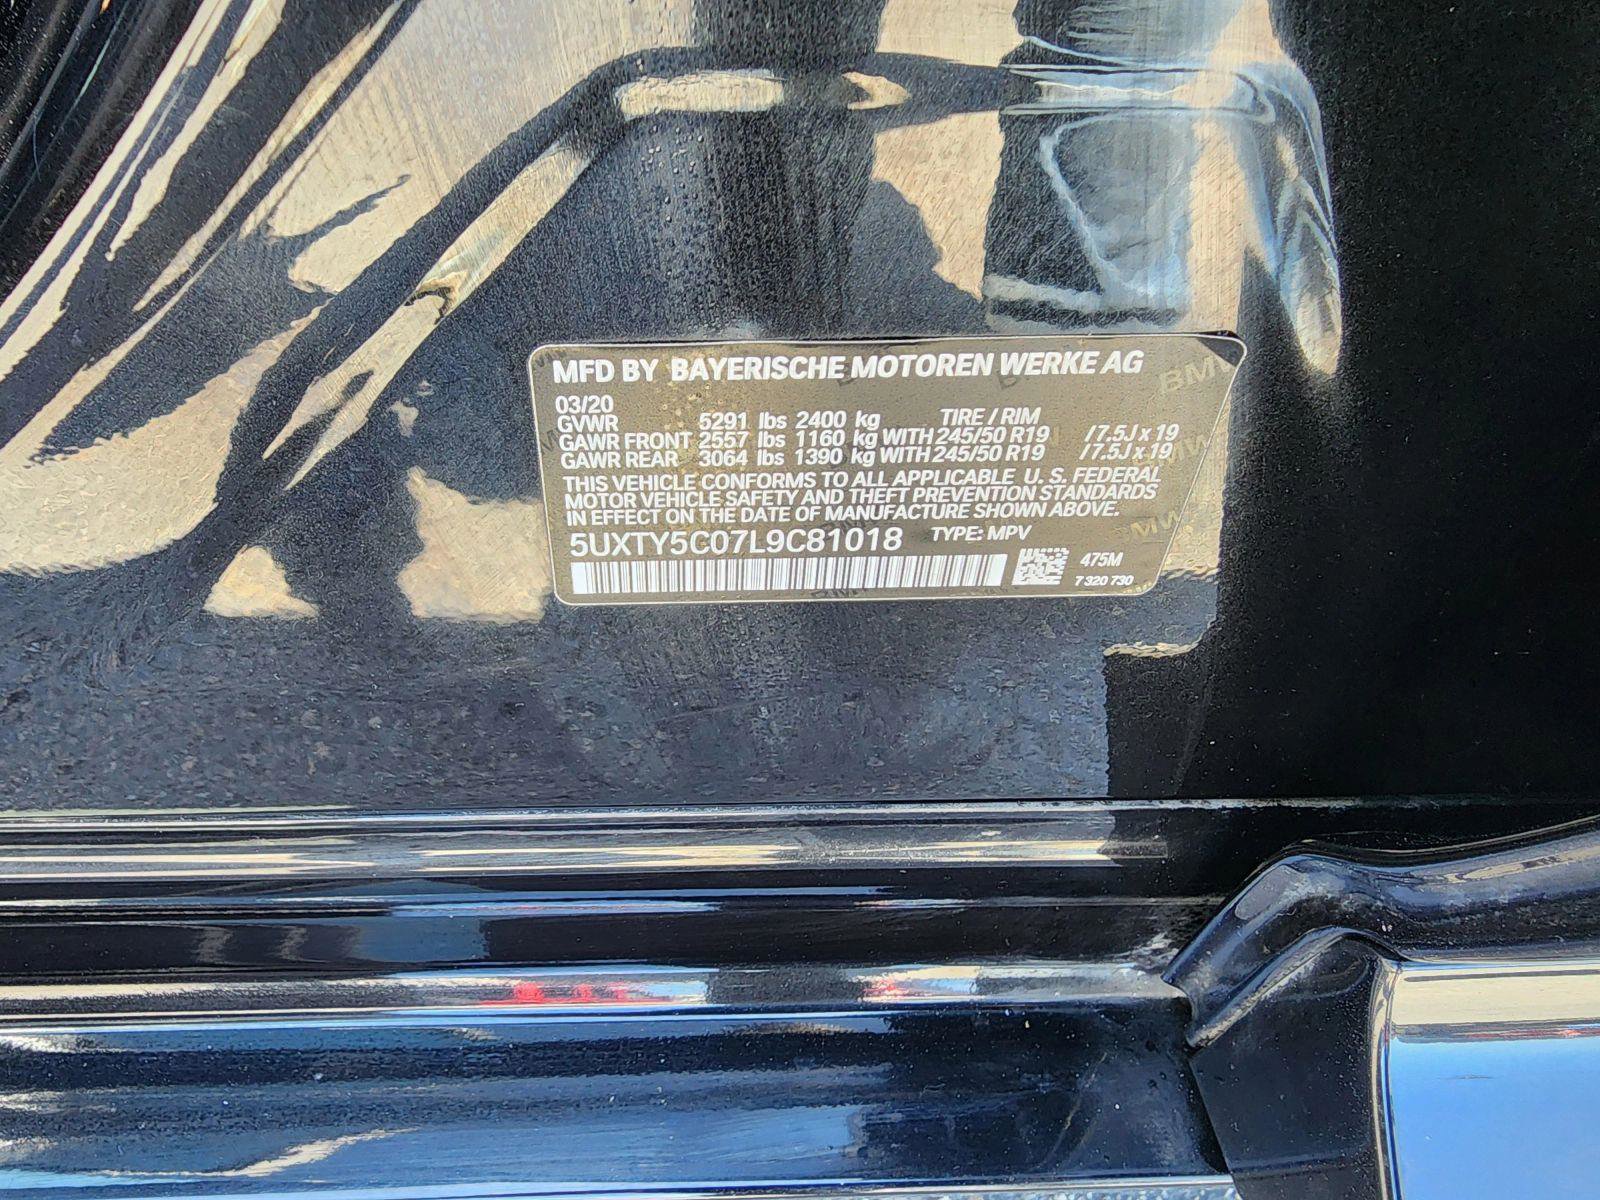 MFD BY BAYERISCHE MOTOREN WERKE AG
03/20
GVWR 5291 lbs 2400 kg TIRE / RIM
GAWR FRONT 2557 lbs 1160 kg WITH 245/50 R19 /7.5J x 19
GAWR REAR 3064 lbs 1390 kg WITH 245/50 R19 /7.5J x 19
THIS VEHICLE CONFORMS TO ALL APPLICABLE U. S. FEDERAL
MOTOR VEHICLE SAFETY AND THEFT PREVENTION STANDARDS
IN EFFECT ON THE DATE OF MANUFACTURE SHOWN ABOVE.
5UXTY5C07L9C81018 TYPE: MPV
475M
7 320 730